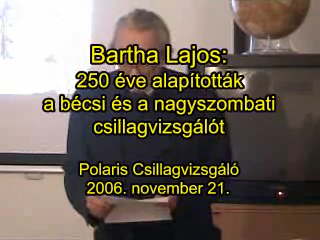 Bartha Lajos:
250 éve alapították
a bécsi és a nagyszombati
csillagvizsgálót
Polaris Csillagvizsgáló
2006. november 21.